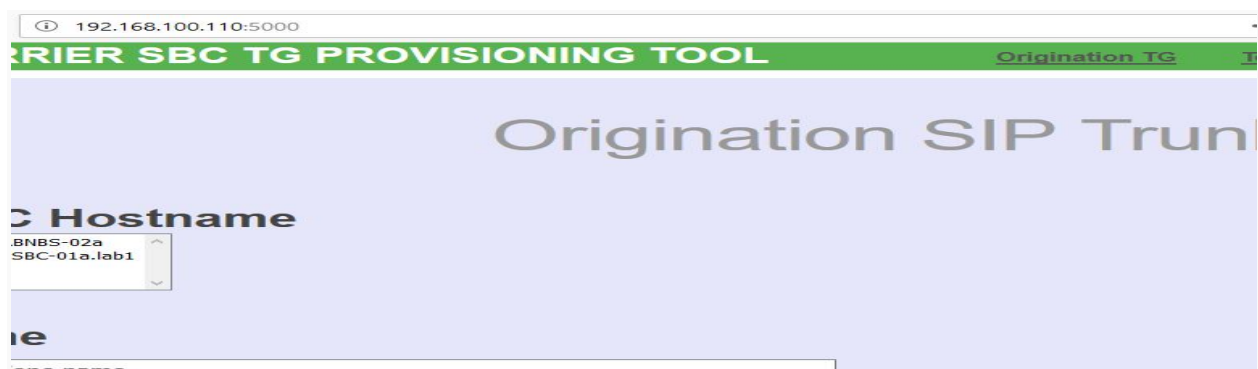 192.168.100.110:5000
RRIER SBC TG PROVISIONING TOOL
Origination TG
Origination SIP Trun
C Hostname
BNBS-02a
SBC-01a.lab1